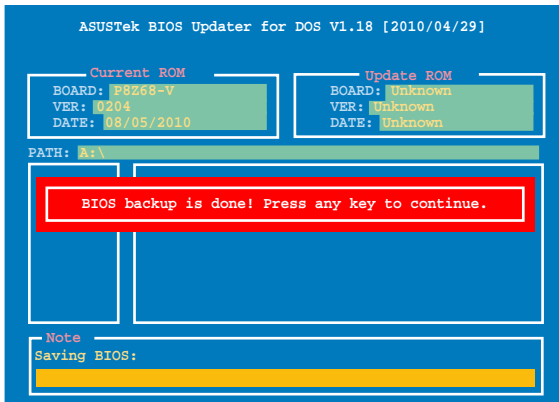 ASUSTek BIOS Updater for DOS V1.18 [2010/04/29]
Current ROM
BOARD: P8Z68-V
VER: 0204
DATE: 08/05/2010
Update ROM
BOARD: Unknown
VER: Unknown
DATE: Unknown
PATH: A:\
BIOS backup is done! Press any key to continue.
Note
Saving BIOS: